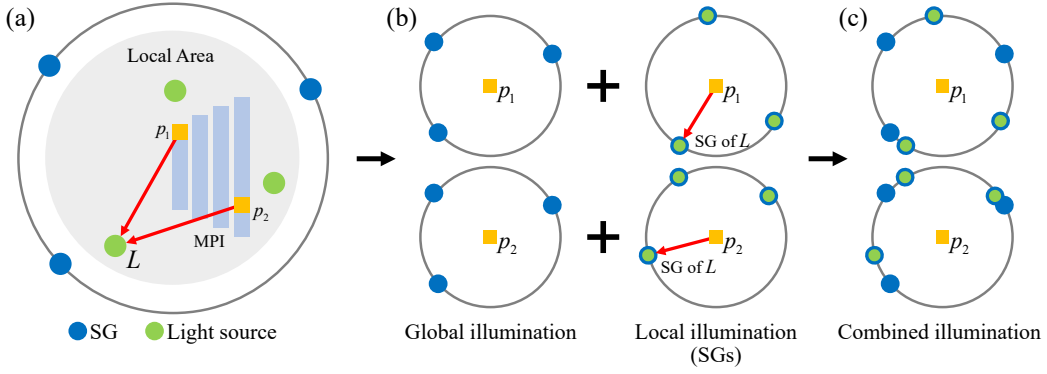 (a)
Local Area
p1
p2
MPI
L
SG
Light source
(b)
p1
p1
SG of L
p2
p2
SG of L
Global illumination
Local illumination
(SGs)
(c)
p1
p2
Combined illumination